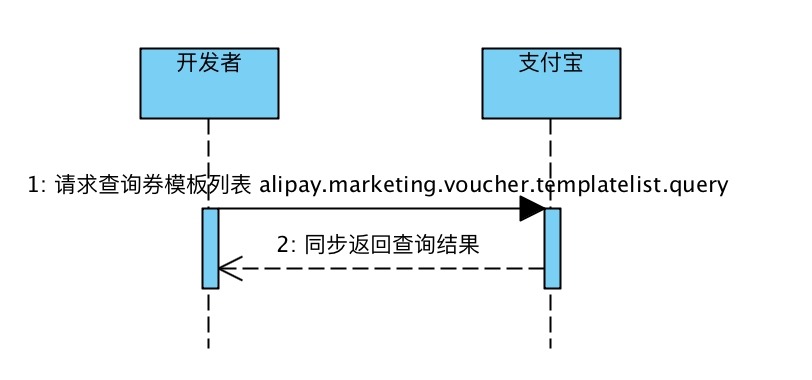 开发者
支付宝
1: 请求查询券模板列表 alipay.marketing.voucher.templatelist.query
2: 同步返回查询结果